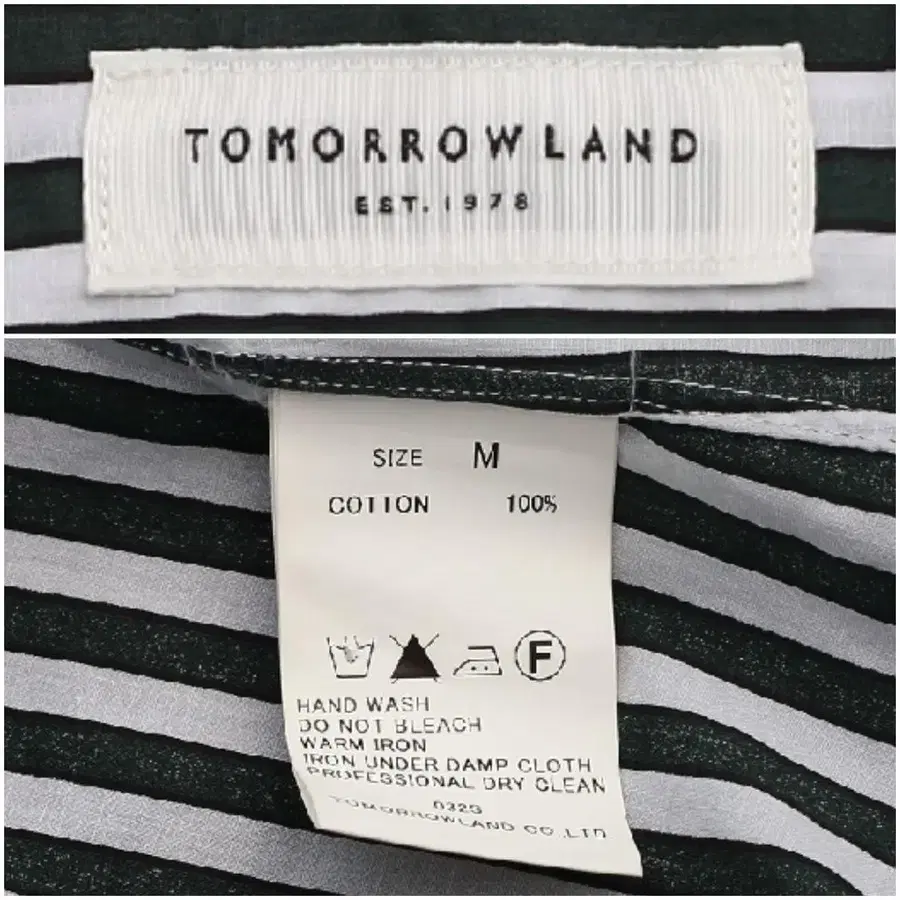 TOMORROWLAND
EST. 1978
SIZE M
COTTON 100%
F
HAND WASH
DO NOT BLEACH
WARM IRON
IRON UNDER DAMP CLOTH
PROFESSIONAL DRY CLEAN
TOMORROWLAND CO.,LTD